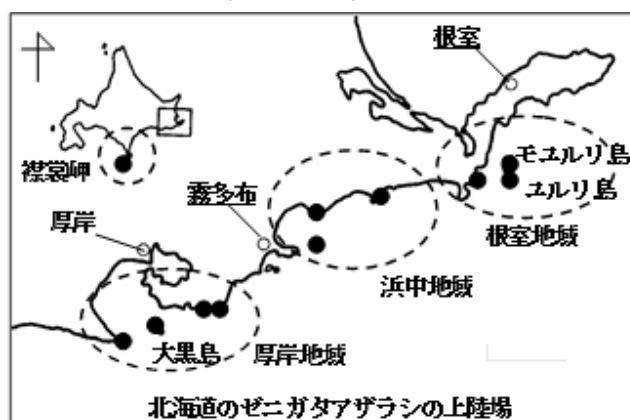 根室
モユルリ島
ユルリ島
根室地域
襟裳岬
厚岸
霧多布
浜中地域
大黒島
厚岸地域
北海道のゼニガタアザラシの上陸場